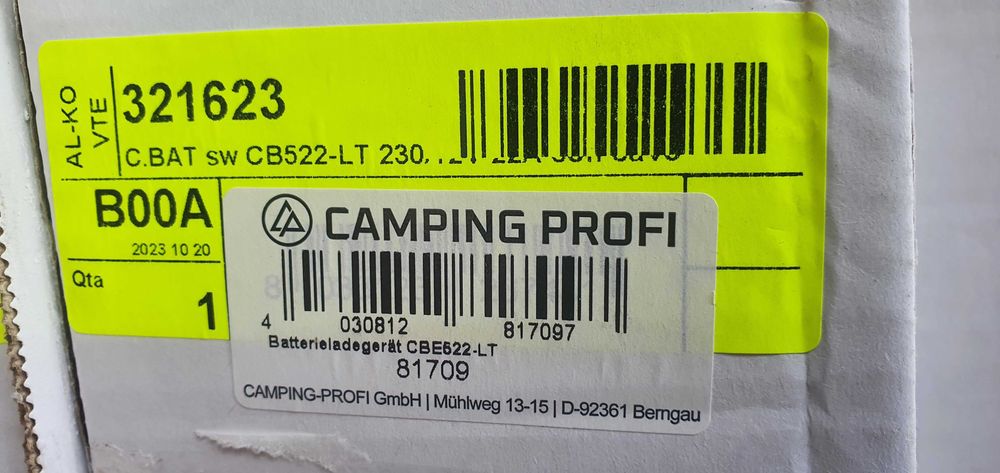 AL-KO
VTE
321623
C.BAT sw CB522-LT 230,
B00A
2023 10 20
Qta
1
CAMPING PROFI
4 030812 817097
Batterieladegerät CBE522-LT
81709
CAMPING-PROFI GmbH | Mühlweg 13-15 | D-92361 Berngau